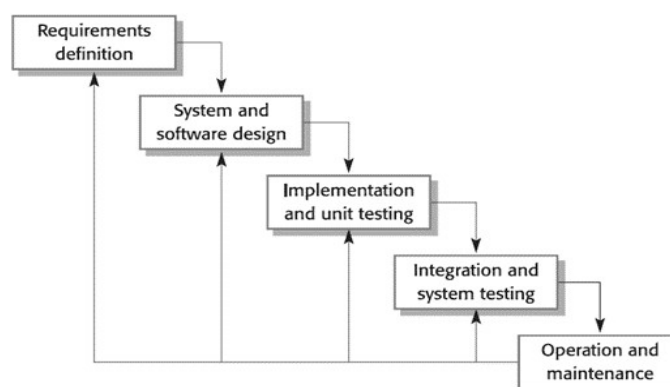 Requirements
definition
System and
software design
Implementation
and unit testing
Integration and
system testing
Operation and
maintenance